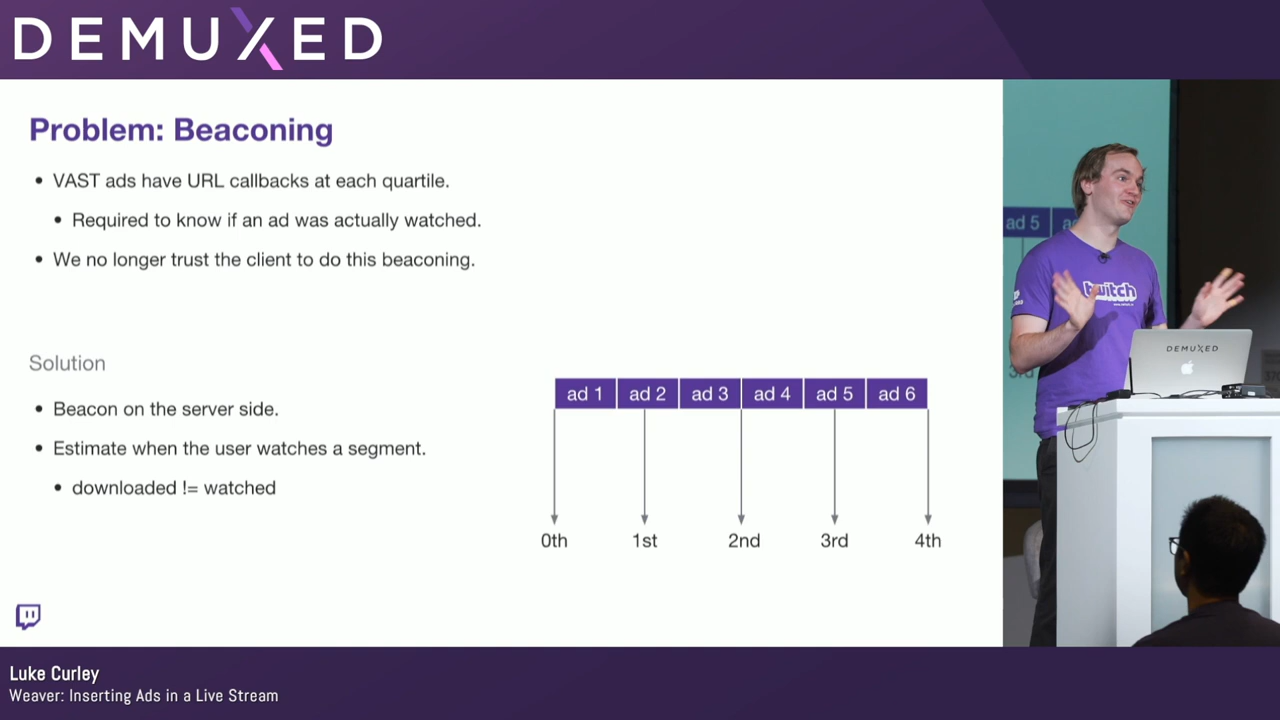 DEMUXED
Problem: Beaconing
• VAST ads have URL callbacks at each quartile.
• Required to know if an ad was actually watched.
• We no longer trust the client to do this beaconing.
Solution
• Beacon on the server side.
• Estimate when the user watches a segment.
• downloaded != watched
ad 1 ad 2 ad 3 ad 4 ad 5 ad 6
0th 1st 2nd 3rd 4th
ad 5
twitch
DEMUXED
3rd
Luke Curley
Weaver: Inserting Ads in a Live Stream